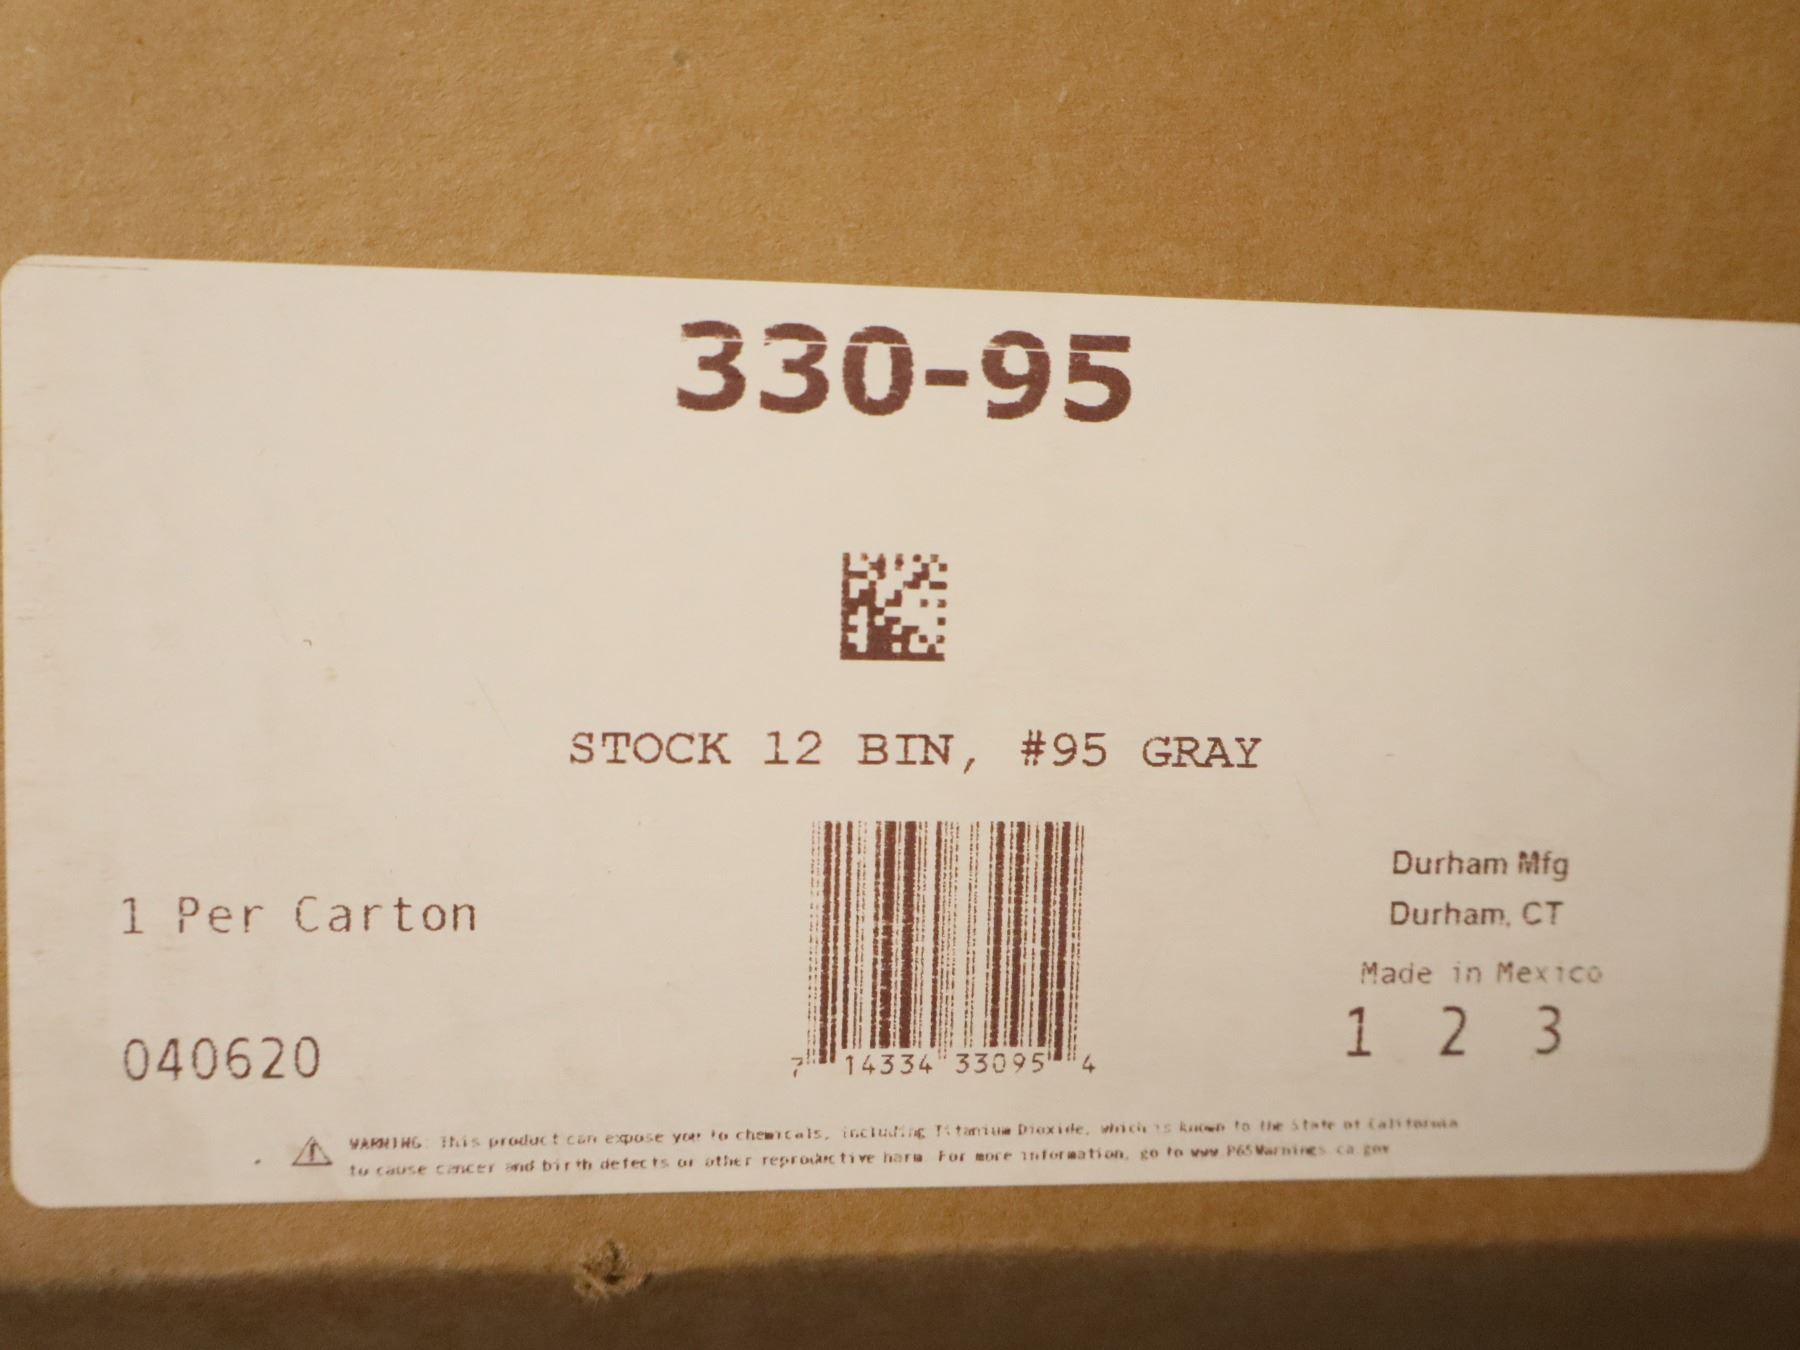 330-95
STOCK 12 BIN, #95 GRAY
1 Per Carton
Durham Mfg
Durham, CT
Made in Mexico
1 2 3
040620
7 14334 33095 4
WARNING: This product can expose you to chemicals, including Titanium Dioxide, which is known to the State of California
to cause cancer and birth defects or other reproductive harm. For more information, go to www.P65Warnings.ca.gov